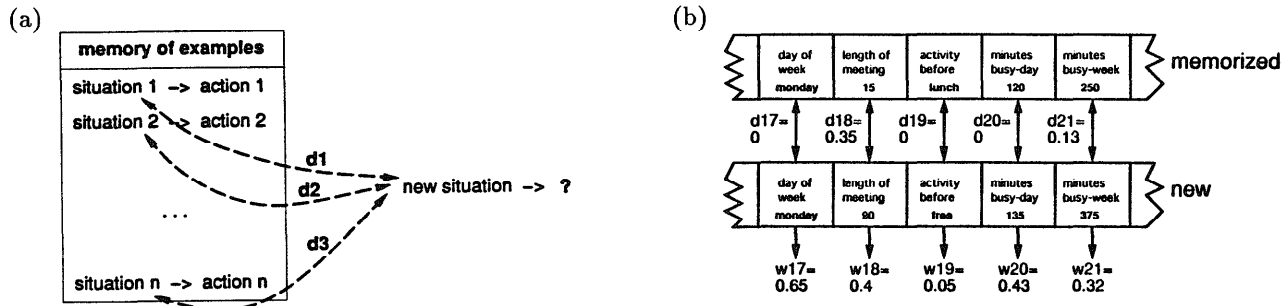 (a)
memory of examples
situation 1 –> action 1
situation 2 –> action 2
d1
d2
new situation –> ?
...
d3
situation n –> action n
(b)
day of week monday
length of meeting 15
activity before lunch
minutes busy-day 120
minutes busy-week 250
memorized
d17= 0
d18= 0.35
d19= 0
d20= 0
d21= 0.13
day of week monday
length of meeting 90
activity before free
minutes busy-day 135
minutes busy-week 375
new
w17= 0.65
w18= 0.4
w19= 0.05
w20= 0.43
w21= 0.32